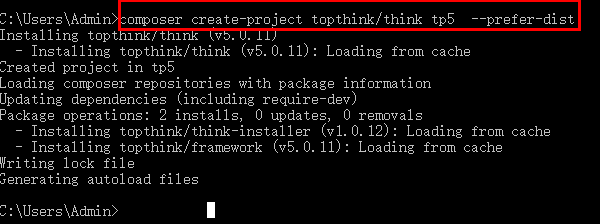 C:\Users\Admin>composer create-project topthink/think tp5  --prefer-dist
Installing topthink/think (v5.0.11)
  - Installing topthink/think (v5.0.11): Loading from cache
Created project in tp5
Loading composer repositories with package information
Updating dependencies (including require-dev)
Package operations: 2 installs, 0 updates, 0 removals
  - Installing topthink/think-installer (v1.0.12): Loading from cache
  - Installing topthink/framework (v5.0.11): Loading from cache
Writing lock file
Generating autoload files
C:\Users\Admin>